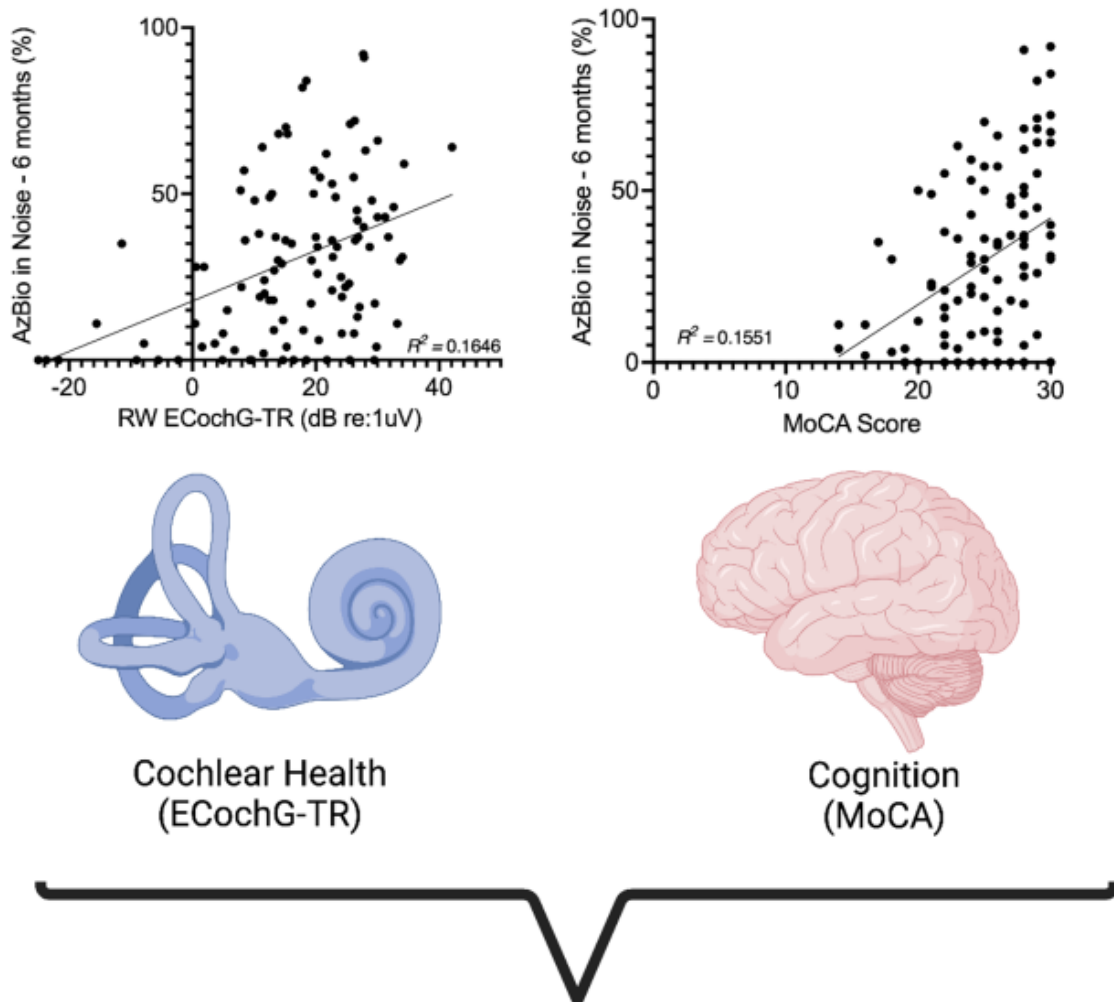 AzBio in Noise - 6 months (%)
100
50
0
-20
0
20
40
R² = 0.1646
RW ECochG-TR (dB re:1uV)
AzBio in Noise - 6 months (%)
100
50
0
0
10
20
30
R² = 0.1551
MoCA Score
Cochlear Health
(ECochG-TR)
Cognition
(MoCA)